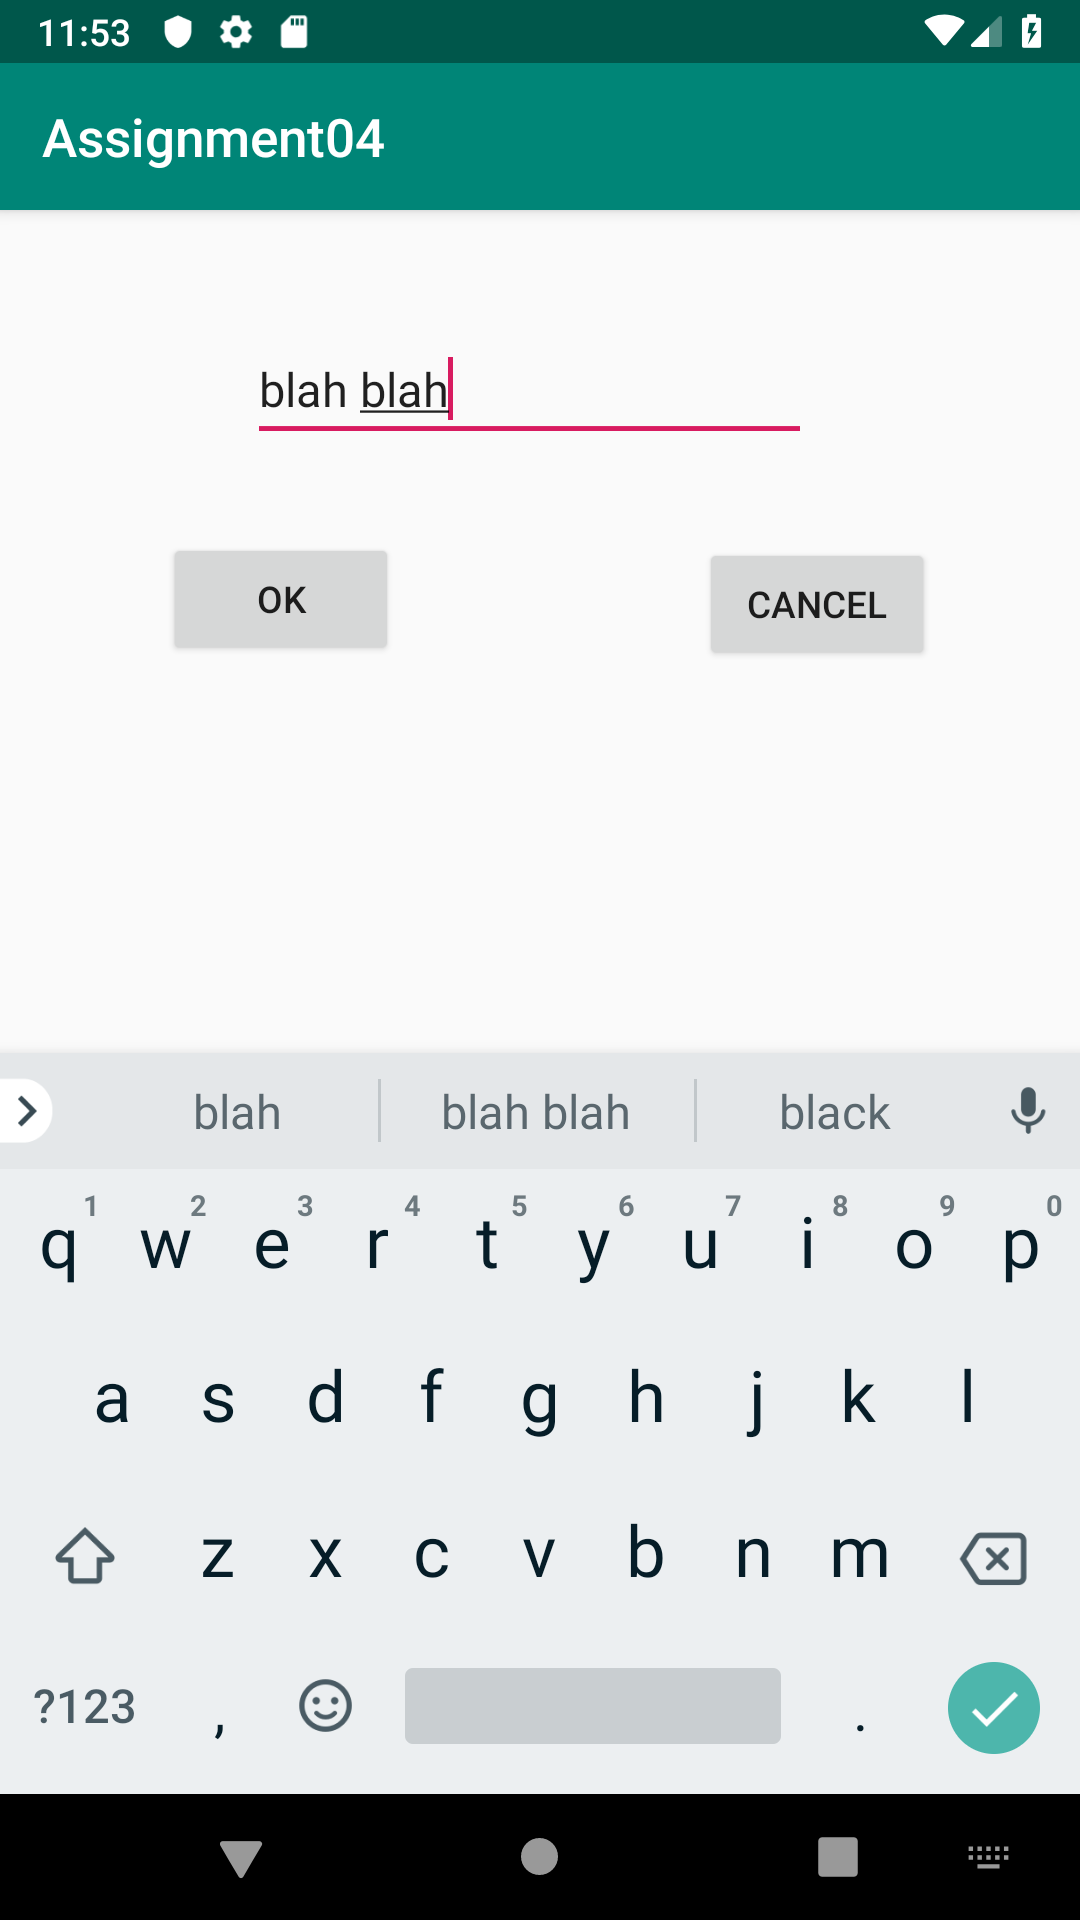 11:53
Assignment04
blah blah
OK
CANCEL
blah blah blah black
1 2 3 4 5 6 7 8 9 0
q w e r t y u i o p
a s d f g h j k l
z x c v b n m
?123 , .